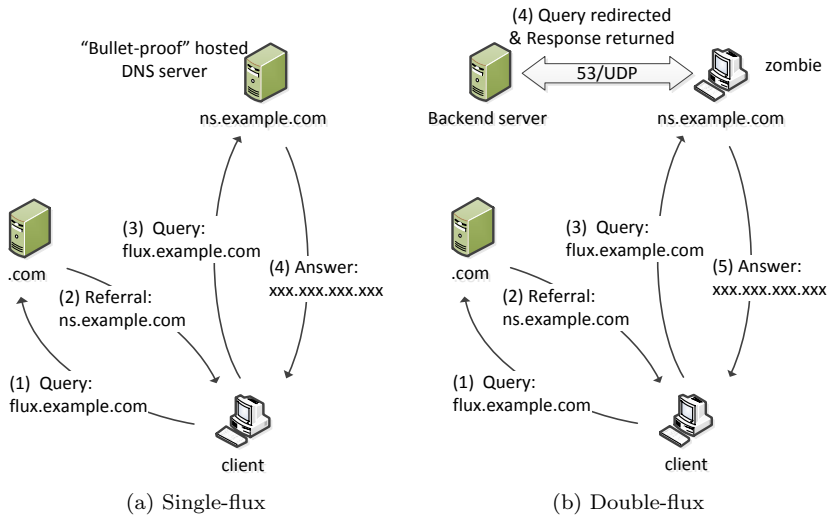 “Bullet-proof” hosted
DNS server
ns.example.com
.com
(3) Query:
flux.example.com
(4) Answer:
xxx.xxx.xxx.xxx
(2) Referral:
ns.example.com
(1) Query:
flux.example.com
client
(a) Single-flux
(4) Query redirected
& Response returned
53/UDP
zombie
Backend server
ns.example.com
.com
(3) Query:
flux.example.com
(5) Answer:
xxx.xxx.xxx.xxx
(2) Referral:
ns.example.com
(1) Query:
flux.example.com
client
(b) Double-flux